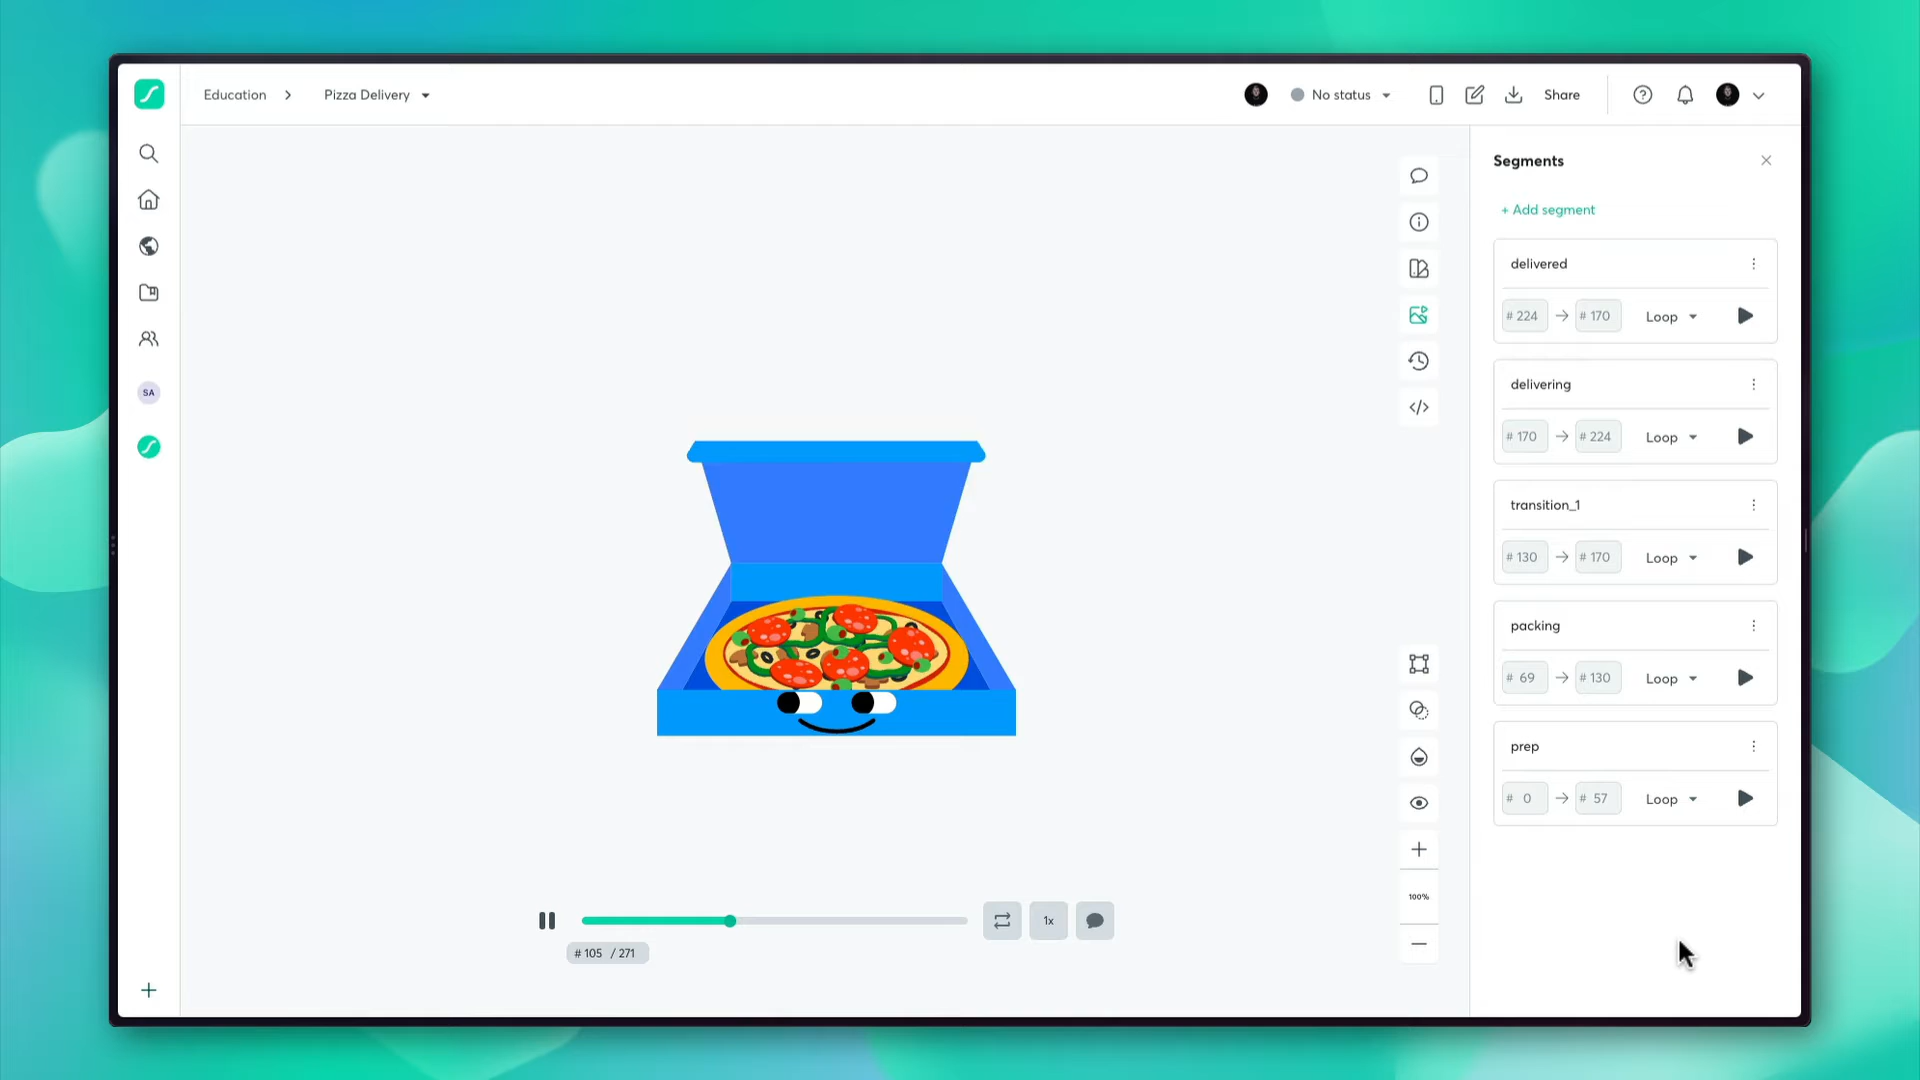 Education
Pizza Delivery
No status
Share
SA
Segments
+ Add segment
delivered
# 224
# 170
Loop
delivering
# 170
# 224
Loop
transition_1
# 130
# 170
Loop
packing
# 69
# 130
Loop
prep
# 0
# 57
Loop
100%
1x
# 105 / 271